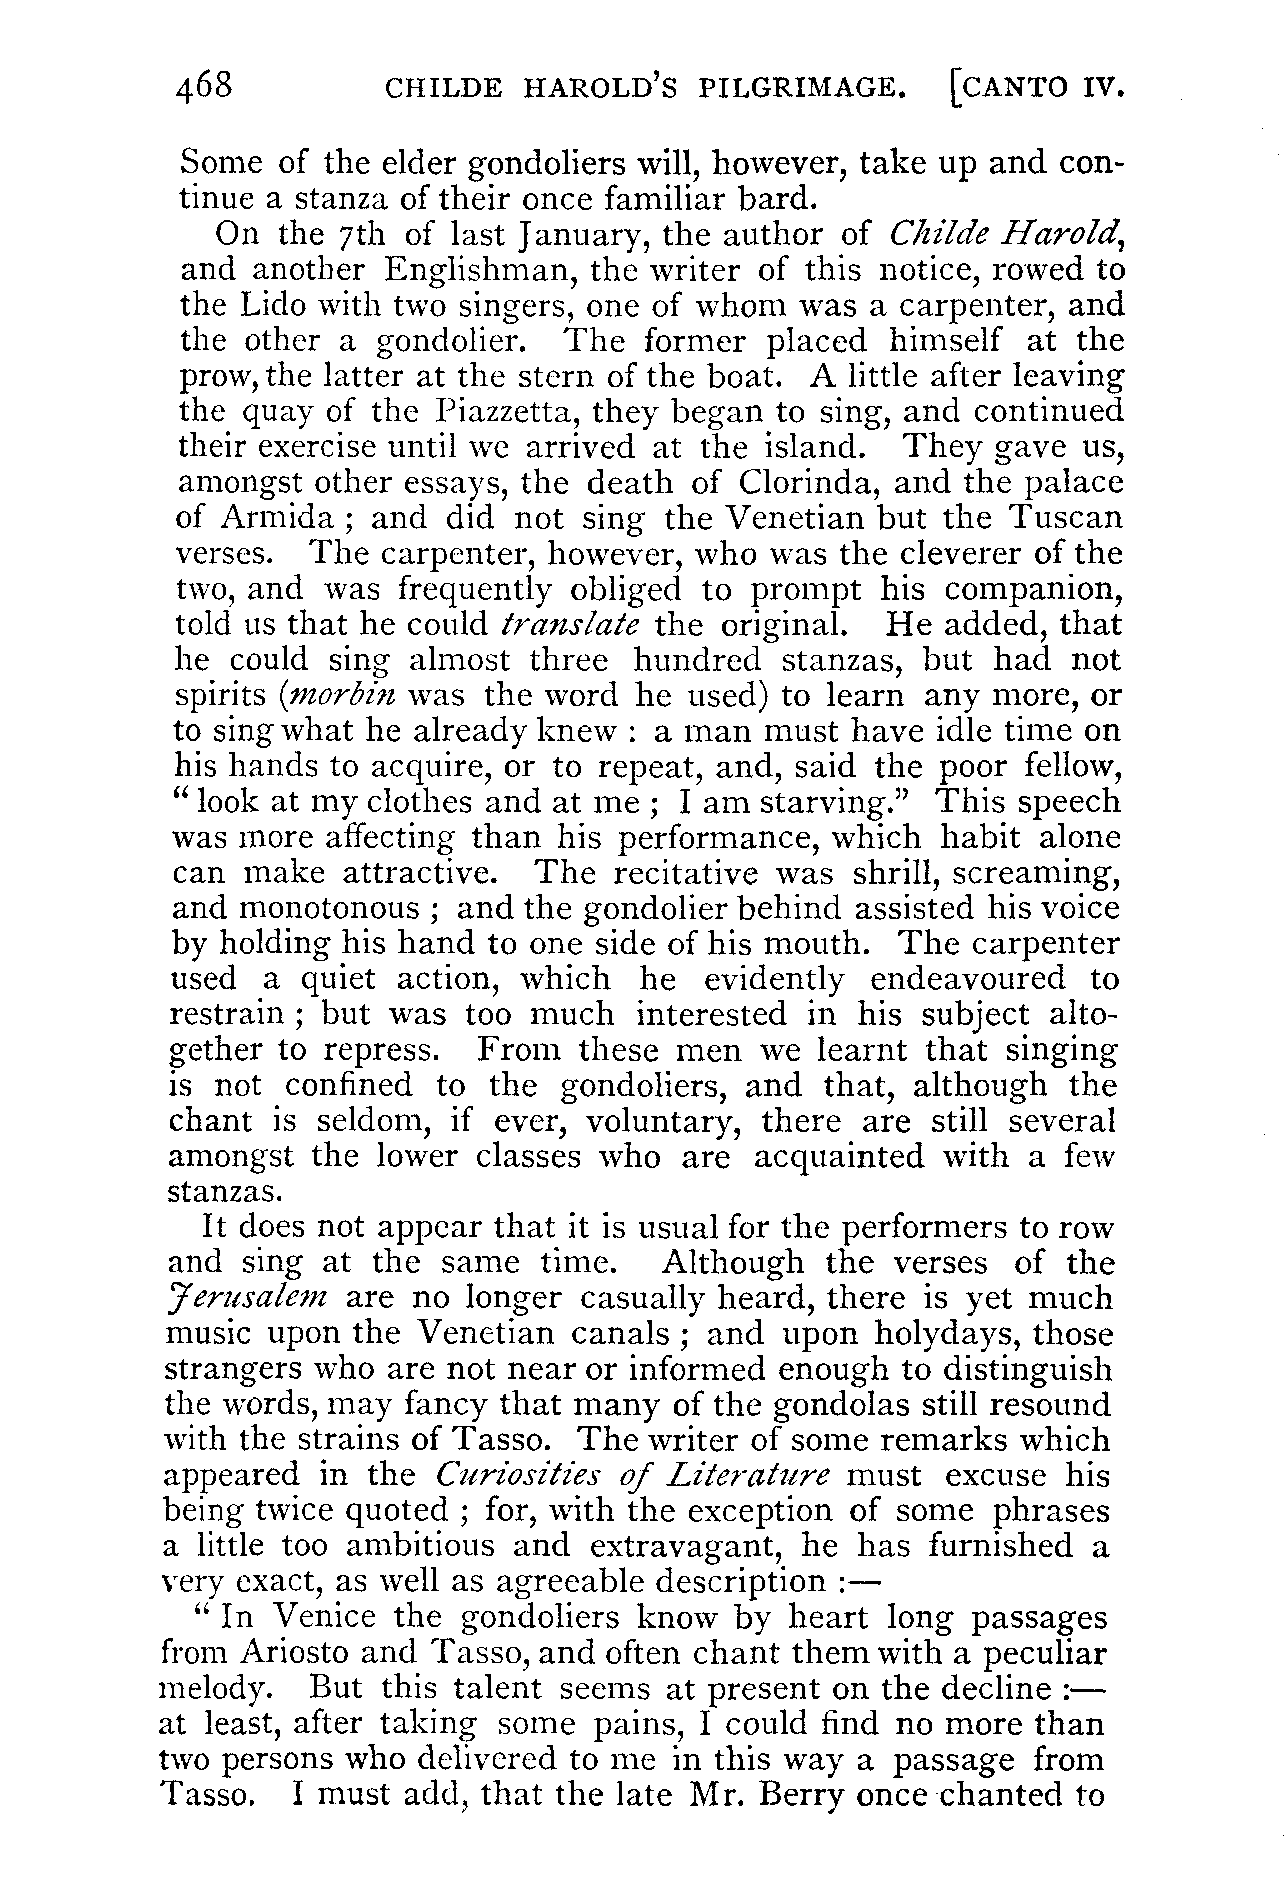 468 CHILDE HAROLD'S PILGRIMAGE. [CANTO IV.
Some of the elder gondoliers will, however, take up and con-
tinue a stanza of their once familiar bard.
On the 7th of last January, the author of Childe Harold,
and another Englishman, the writer of this notice, rowed to
the Lido with two singers, one of whom was a carpenter, and
the other a gondolier. The former placed himself at the
prow, the latter at the stern of the boat. A little after leaving
the quay of the Piazzetta, they began to sing, and continued
their exercise until we arrived at the island. They gave us,
amongst other essays, the death of Clorinda, and the palace
of Armida ; and did not sing the Venetian but the Tuscan
verses. The carpenter, however, who was the cleverer of the
two, and was frequently obliged to prompt his companion,
told us that he could translate the original. He added, that
he could sing almost three hundred stanzas, but had not
spirits (morbin was the word he used) to learn any more, or
to sing what he already knew : a man must have idle time on
his hands to acquire, or to repeat, and, said the poor fellow,
“ look at my clothes and at me ; I am starving.” This speech
was more affecting than his performance, which habit alone
can make attractive. The recitative was shrill, screaming,
and monotonous ; and the gondolier behind assisted his voice
by holding his hand to one side of his mouth. The carpenter
used a quiet action, which he evidently endeavoured to
restrain ; but was too much interested in his subject alto-
gether to repress. From these men we learnt that singing
is not confined to the gondoliers, and that, although the
chant is seldom, if ever, voluntary, there are still several
amongst the lower classes who are acquainted with a few
stanzas.
It does not appear that it is usual for the performers to row
and sing at the same time. Although the verses of the
Jerusalem are no longer casually heard, there is yet much
music upon the Venetian canals ; and upon holydays, those
strangers who are not near or informed enough to distinguish
the words, may fancy that many of the gondolas still resound
with the strains of Tasso. The writer of some remarks which
appeared in the Curiosities of Literature must excuse his
being twice quoted ; for, with the exception of some phrases
a little too ambitious and extravagant, he has furnished a
very exact, as well as agreeable description :—
“ In Venice the gondoliers know by heart long passages
from Ariosto and Tasso, and often chant them with a peculiar
melody. But this talent seems at present on the decline :—
at least, after taking some pains, I could find no more than
two persons who delivered to me in this way a passage from
Tasso. I must add, that the late Mr. Berry once chanted to